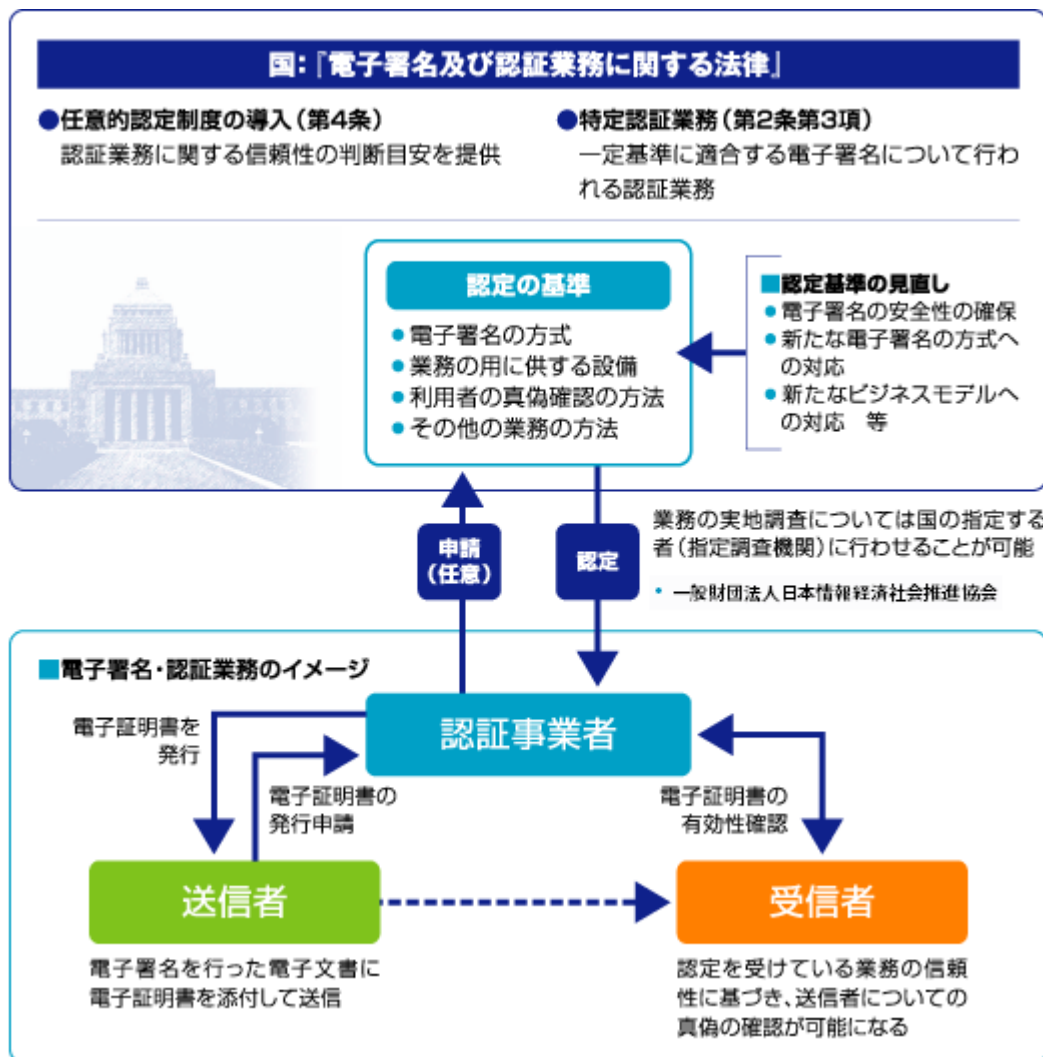 国:『電子署名及び認証業務に関する法律』
●任意的認定制度の導入(第4条)
認証業務に関する信頼性の判断目安を提供
●特定認証業務(第2条第3項)
一定基準に適合する電子署名について行わ
れる認証業務
認定の基準
●電子署名の方式
●業務の用に供する設備
●利用者の真偽確認の方法
●その他の業務の方法
■認定基準の見直し
●電子署名の安全性の確保
●新たな電子署名の方式へ
の対応
●新たなビジネスモデルへ
の対応 等
申請
(任意)
認定
業務の実地調査については国の指定する
者(指定調査機関)に行わせることが可能
• 一般財団法人日本情報経済社会推進協会
■電子署名・認証業務のイメージ
認証事業者
電子証明書を
発行
電子証明書の
発行申請
電子証明書の
有効性確認
送信者
受信者
電子署名を行った電子文書に
電子証明書を添付して送信
認定を受けている業務の信頼
性に基づき、送信者についての
真偽の確認が可能になる